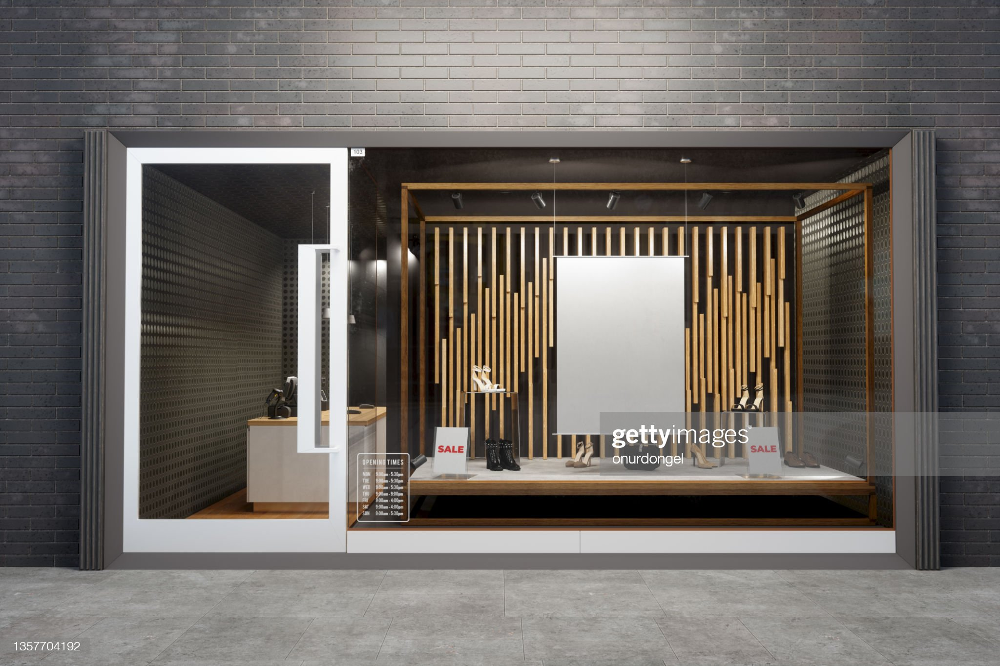 103
SALE
SALE
gettyimages®
onurdongel
OPENING TIMES
MON 9:00am - 5:30pm
TUE 9:00am - 5:30pm
WED 9:00am - 5:30pm
THU 9:00am - 9:00pm
FRI 9:00am - 4:00pm
SAT 9:00am - 4:00pm
SUN 9:00am - 5:30pm
1357704192